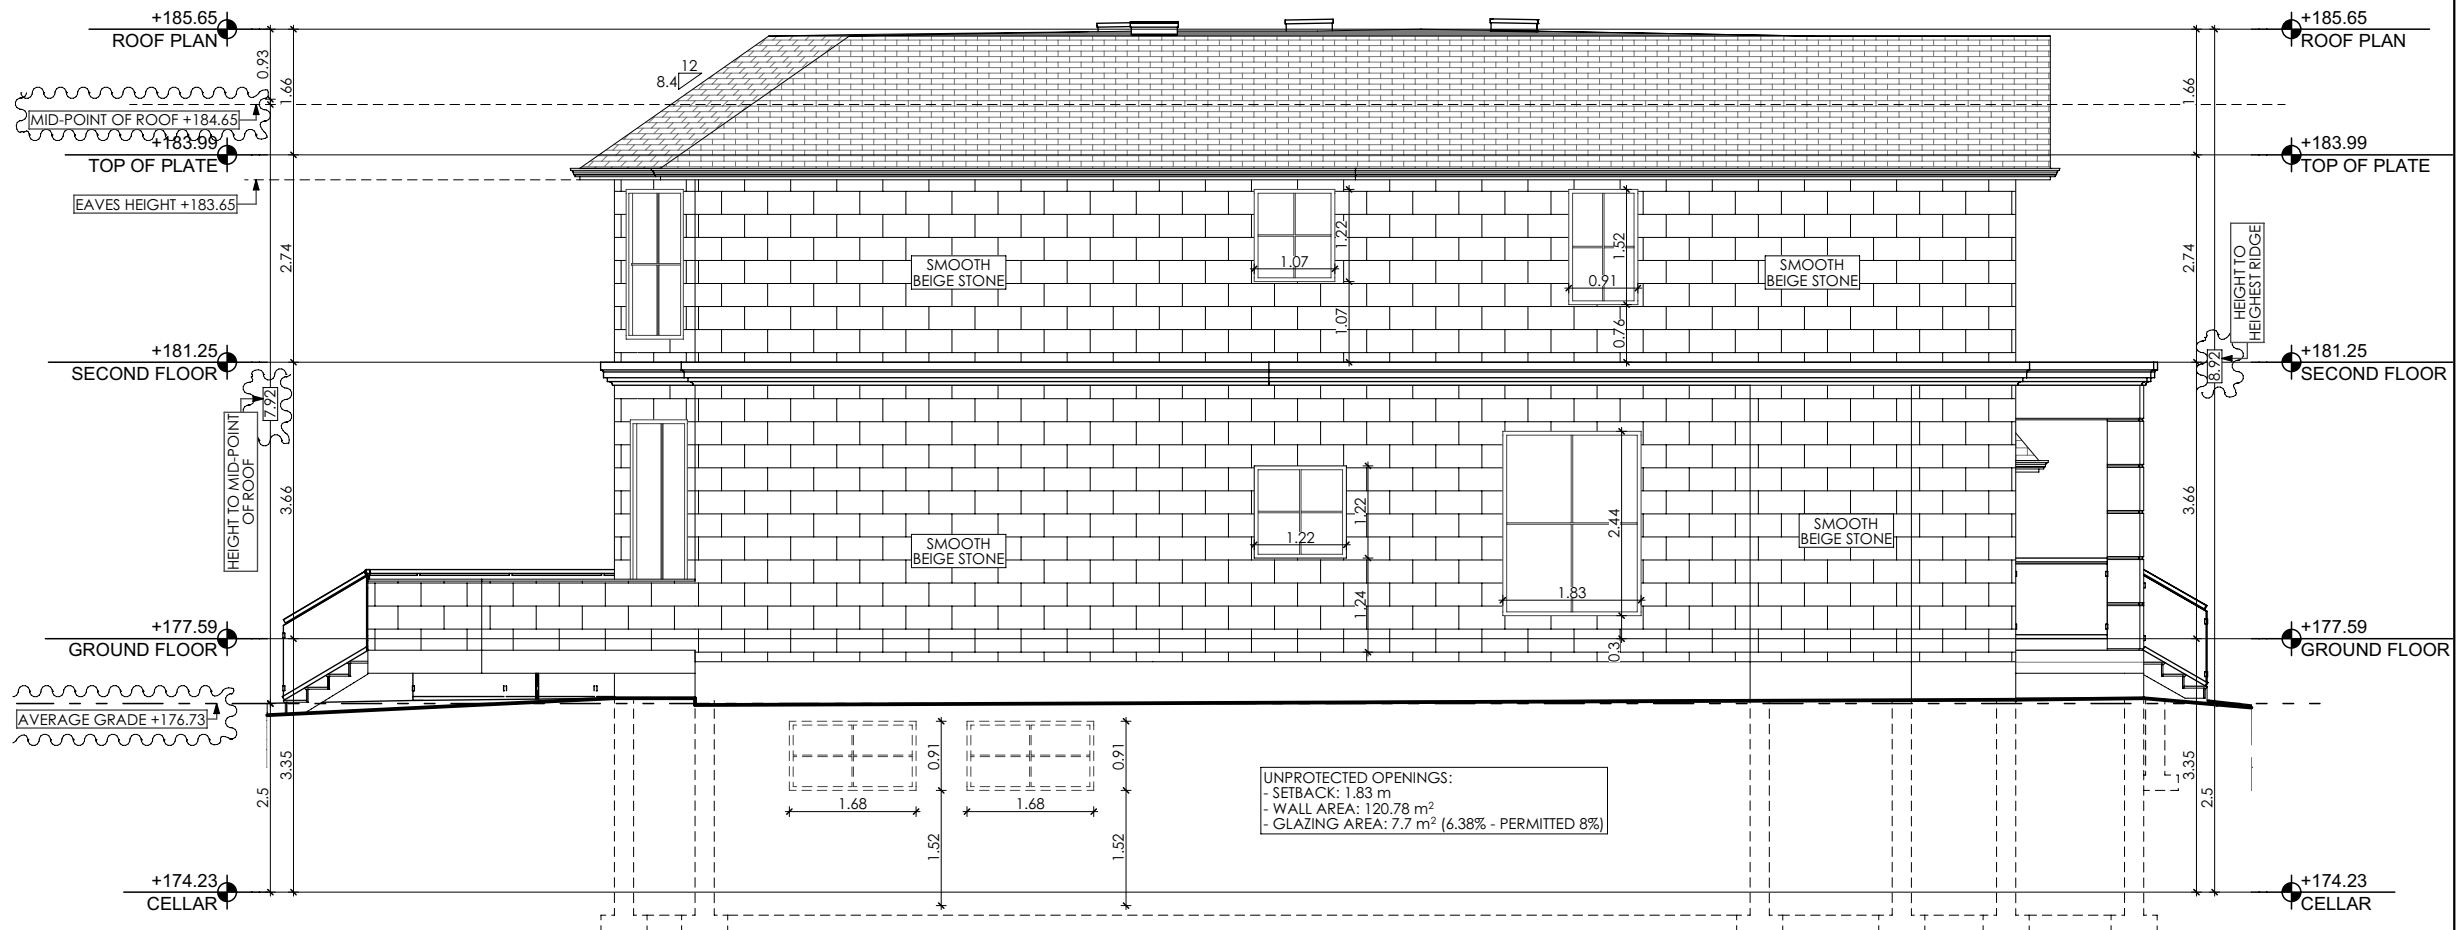 +185.65
ROOF PLAN
0.93
1.66
MID-POINT OF ROOF +184.65
+183.99
TOP OF PLATE
EAVES HEIGHT +183.65
2.74
+181.25
SECOND FLOOR
7.92
HEIGHT TO MID-POINT
OF ROOF
3.66
+177.59
GROUND FLOOR
AVERAGE GRADE +176.73
3.35
2.5
+174.23
CELLAR
12
8.4
SMOOTH
BEIGE STONE
1.22
1.07
1.07
1.52
0.91
0.76
SMOOTH
BEIGE STONE
SMOOTH
BEIGE STONE
1.22
1.22
1.24
2.44
1.83
0.3
SMOOTH
BEIGE STONE
0.91
1.68
1.52
0.91
1.68
1.52
UNPROTECTED OPENINGS:
- SETBACK: 1.83 m
- WALL AREA: 120.78 m²
- GLAZING AREA: 7.7 m² (6.38% - PERMITTED 8%)
+185.65
ROOF PLAN
1.66
+183.99
TOP OF PLATE
2.74
HEIGHT TO
HIGHEST RIDGE
8.92
+181.25
SECOND FLOOR
3.66
+177.59
GROUND FLOOR
3.35
2.5
+174.23
CELLAR